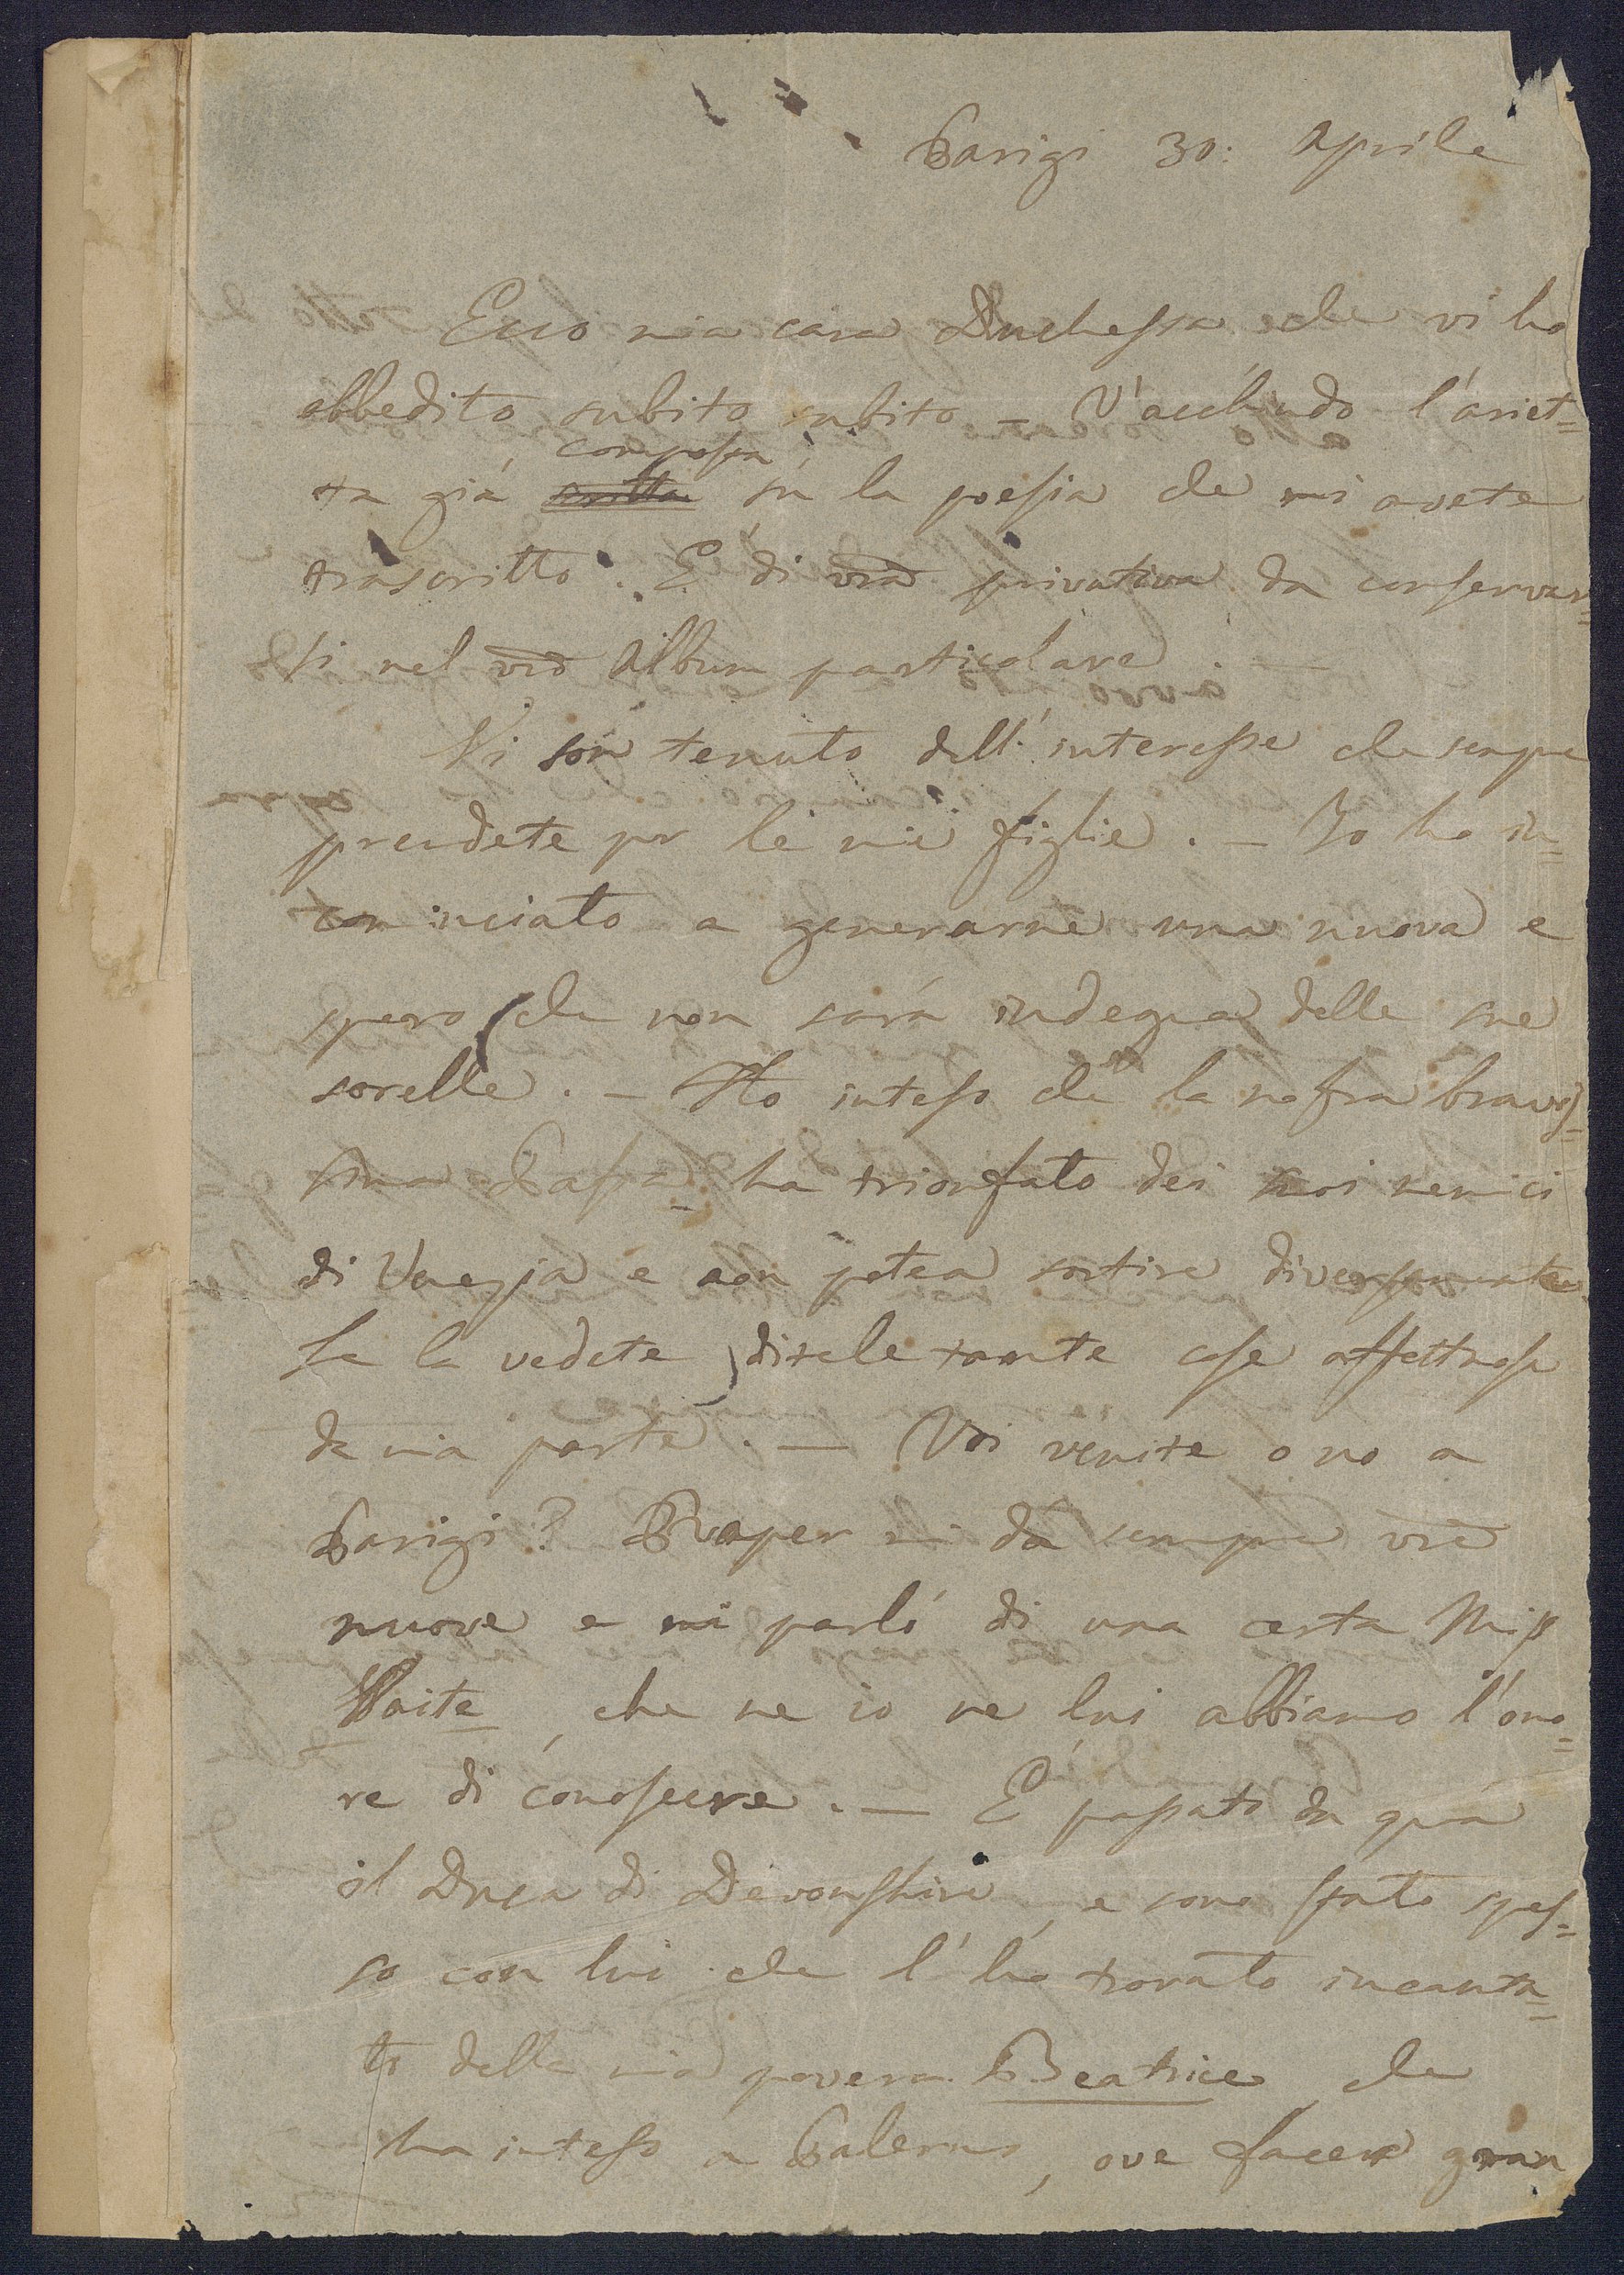 Parigi 30: Aprile
Ecco mia cara Duchessa che vi ho
obbedito subito subito – V'acchiudo l'ariet=
ta già composta scritta su la poesia che mi avete
trascritto. E' di vra privativa da conservar=
si nel vro Album particolare. —
Vi son tenuto dell'interesse che sempre
prendete per le mie figlie. – Io ho in=
cominciato a generarne una nuova e
spero che non sarà indegna delle sue
sorelle. – Ho inteso che la nostra bravis=
sima Pasta ha trionfato dei suoi nemici
di Venezia e non potea sortire diversamente
Se la vedete, ditele tante cose affettuose
da mia parte. — Voi venite o no a
Parigi? Draper mi dà sempre vre
nuove e mi parlò di una certa Miss
Waite, che ne io ne lui abbiamo l'ono=
re di conoscere. — E' passato da quà
il Duca di Devonshire, e sono stato spes=
so con lui che l'ho trovato incanta=
to della mia povera Beatrice che
ha inteso a Palermo, ove facea gran